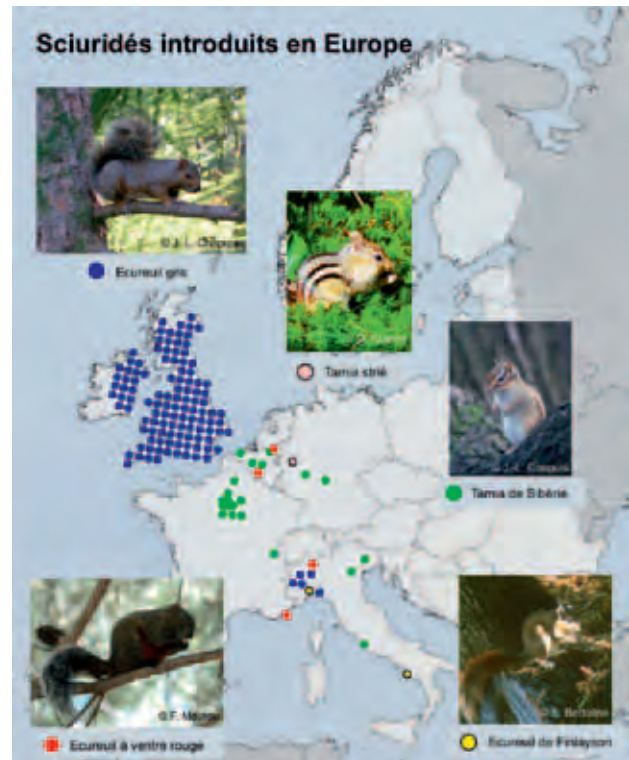 Sciuridés introduits en Europe
Ecureuil gris
Tamia strié
Tamia de Sibérie
© F.
Ecureuil à ventre rouge
Ecureuil de Finlayson